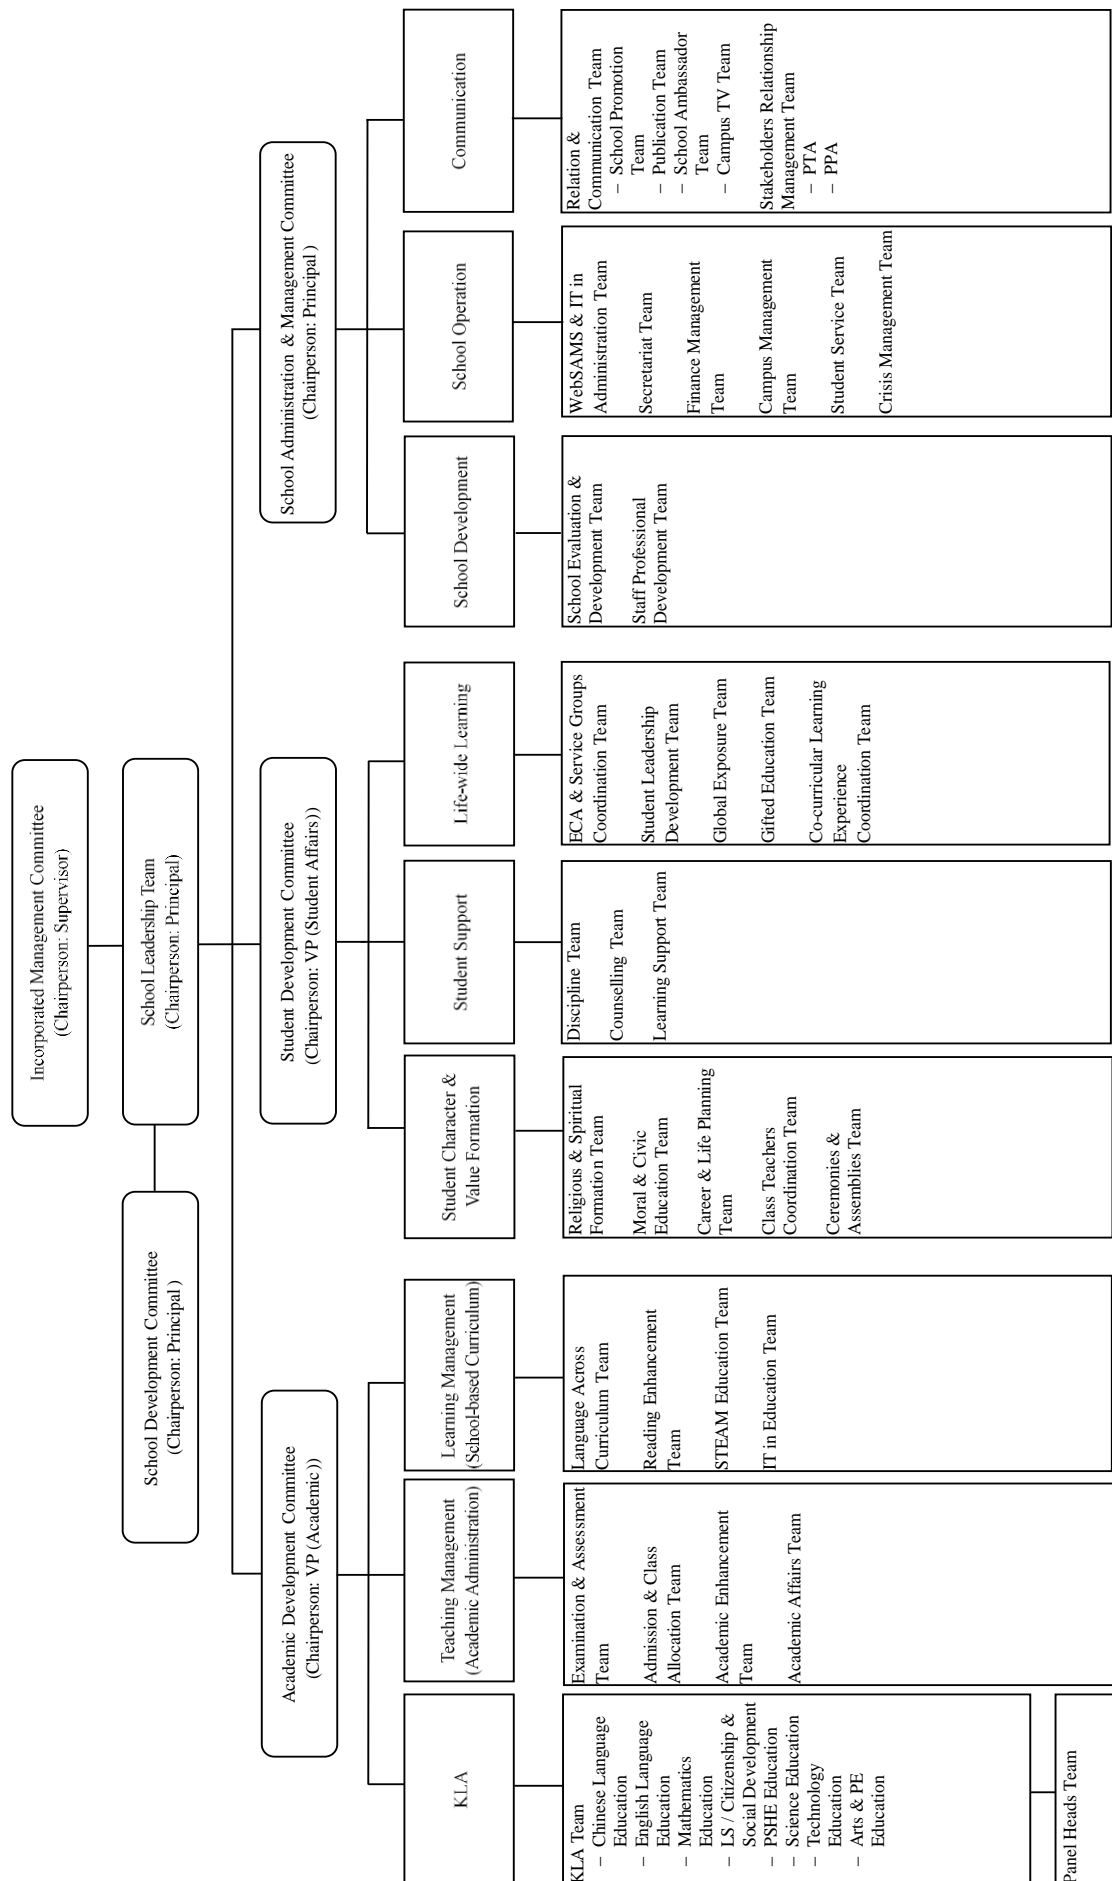 Incorporated Management Committee
(Chairperson: Supervisor)
School Development Committee
(Chairperson: Principal)
School Leadership Team
(Chairperson: Principal)
Academic Development Committee
(Chairperson: VP (Academic))
Student Development Committee
(Chairperson: VP (Student Affairs))
School Administration & Management Committee
(Chairperson: Principal)
KLA
Teaching Management
(Academic Administration)
Learning Management
(School-based Curriculum)
Student Character &
Value Formation
Student Support
Life-wide Learning
School Development
School Operation
Communication
KLA Team
– Chinese Language
Education
– English Language
Education
– Mathematics
Education
– LS / Citizenship &
Social Development
– PSHE Education
– Science Education
– Technology
Education
– Arts & PE
Education
Panel Heads Team
Examination & Assessment
Team
Admission & Class
Allocation Team
Academic Enhancement
Team
Academic Affairs Team
Language Across
Curriculum Team
Reading Enhancement
Team
STEAM Education Team
IT in Education Team
Religious & Spiritual
Formation Team
Moral & Civic
Education Team
Career & Life Planning
Team
Class Teachers
Coordination Team
Ceremonies &
Assemblies Team
Discipline Team
Counselling Team
Learning Support Team
ECA & Service Groups
Coordination Team
Student Leadership
Development Team
Global Exposure Team
Gifted Education Team
Co-curricular Learning
Experience
Coordination Team
School Evaluation &
Development Team
Staff Professional
Development Team
WebSAMS & IT in
Administration Team
Secretariat Team
Finance Management
Team
Campus Management
Team
Student Service Team
Crisis Management Team
Relation &
Communication Team
– School Promotion
Team
– Publication Team
– School Ambassador
Team
– Campus TV Team
Stakeholders Relationship
Management Team
– PTA
– PPA